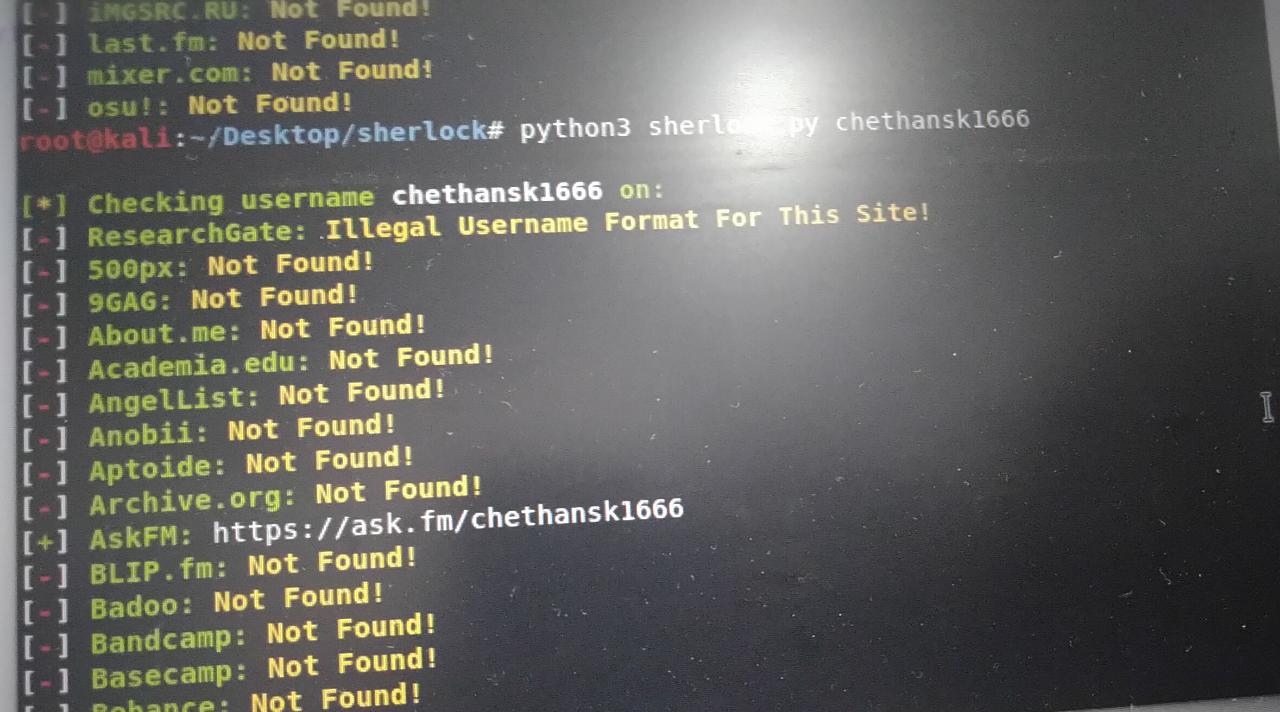 [-] iMGSRC.RU: Not Found!
[-] last.fm: Not Found!
[-] mixer.com: Not Found!
[-] osu!: Not Found!
root@kali:~/Desktop/sherlock# python3 sherlo py chethansk1666
[*] Checking username chethansk1666 on:
[-] ResearchGate: Illegal Username Format For This Site!
[-] 500px: Not Found!
[-] 9GAG: Not Found!
[-] About.me: Not Found!
[-] Academia.edu: Not Found!
[-] AngelList: Not Found!
[-] Anobii: Not Found!
[-] Aptoide: Not Found!
[-] Archive.org: Not Found!
[+] AskFM: https://ask.fm/chethansk1666
[-] BLIP.fm: Not Found!
[-] Badoo: Not Found!
[-] Bandcamp: Not Found!
[-] Basecamp: Not Found!
[-] Behance: Not Found!